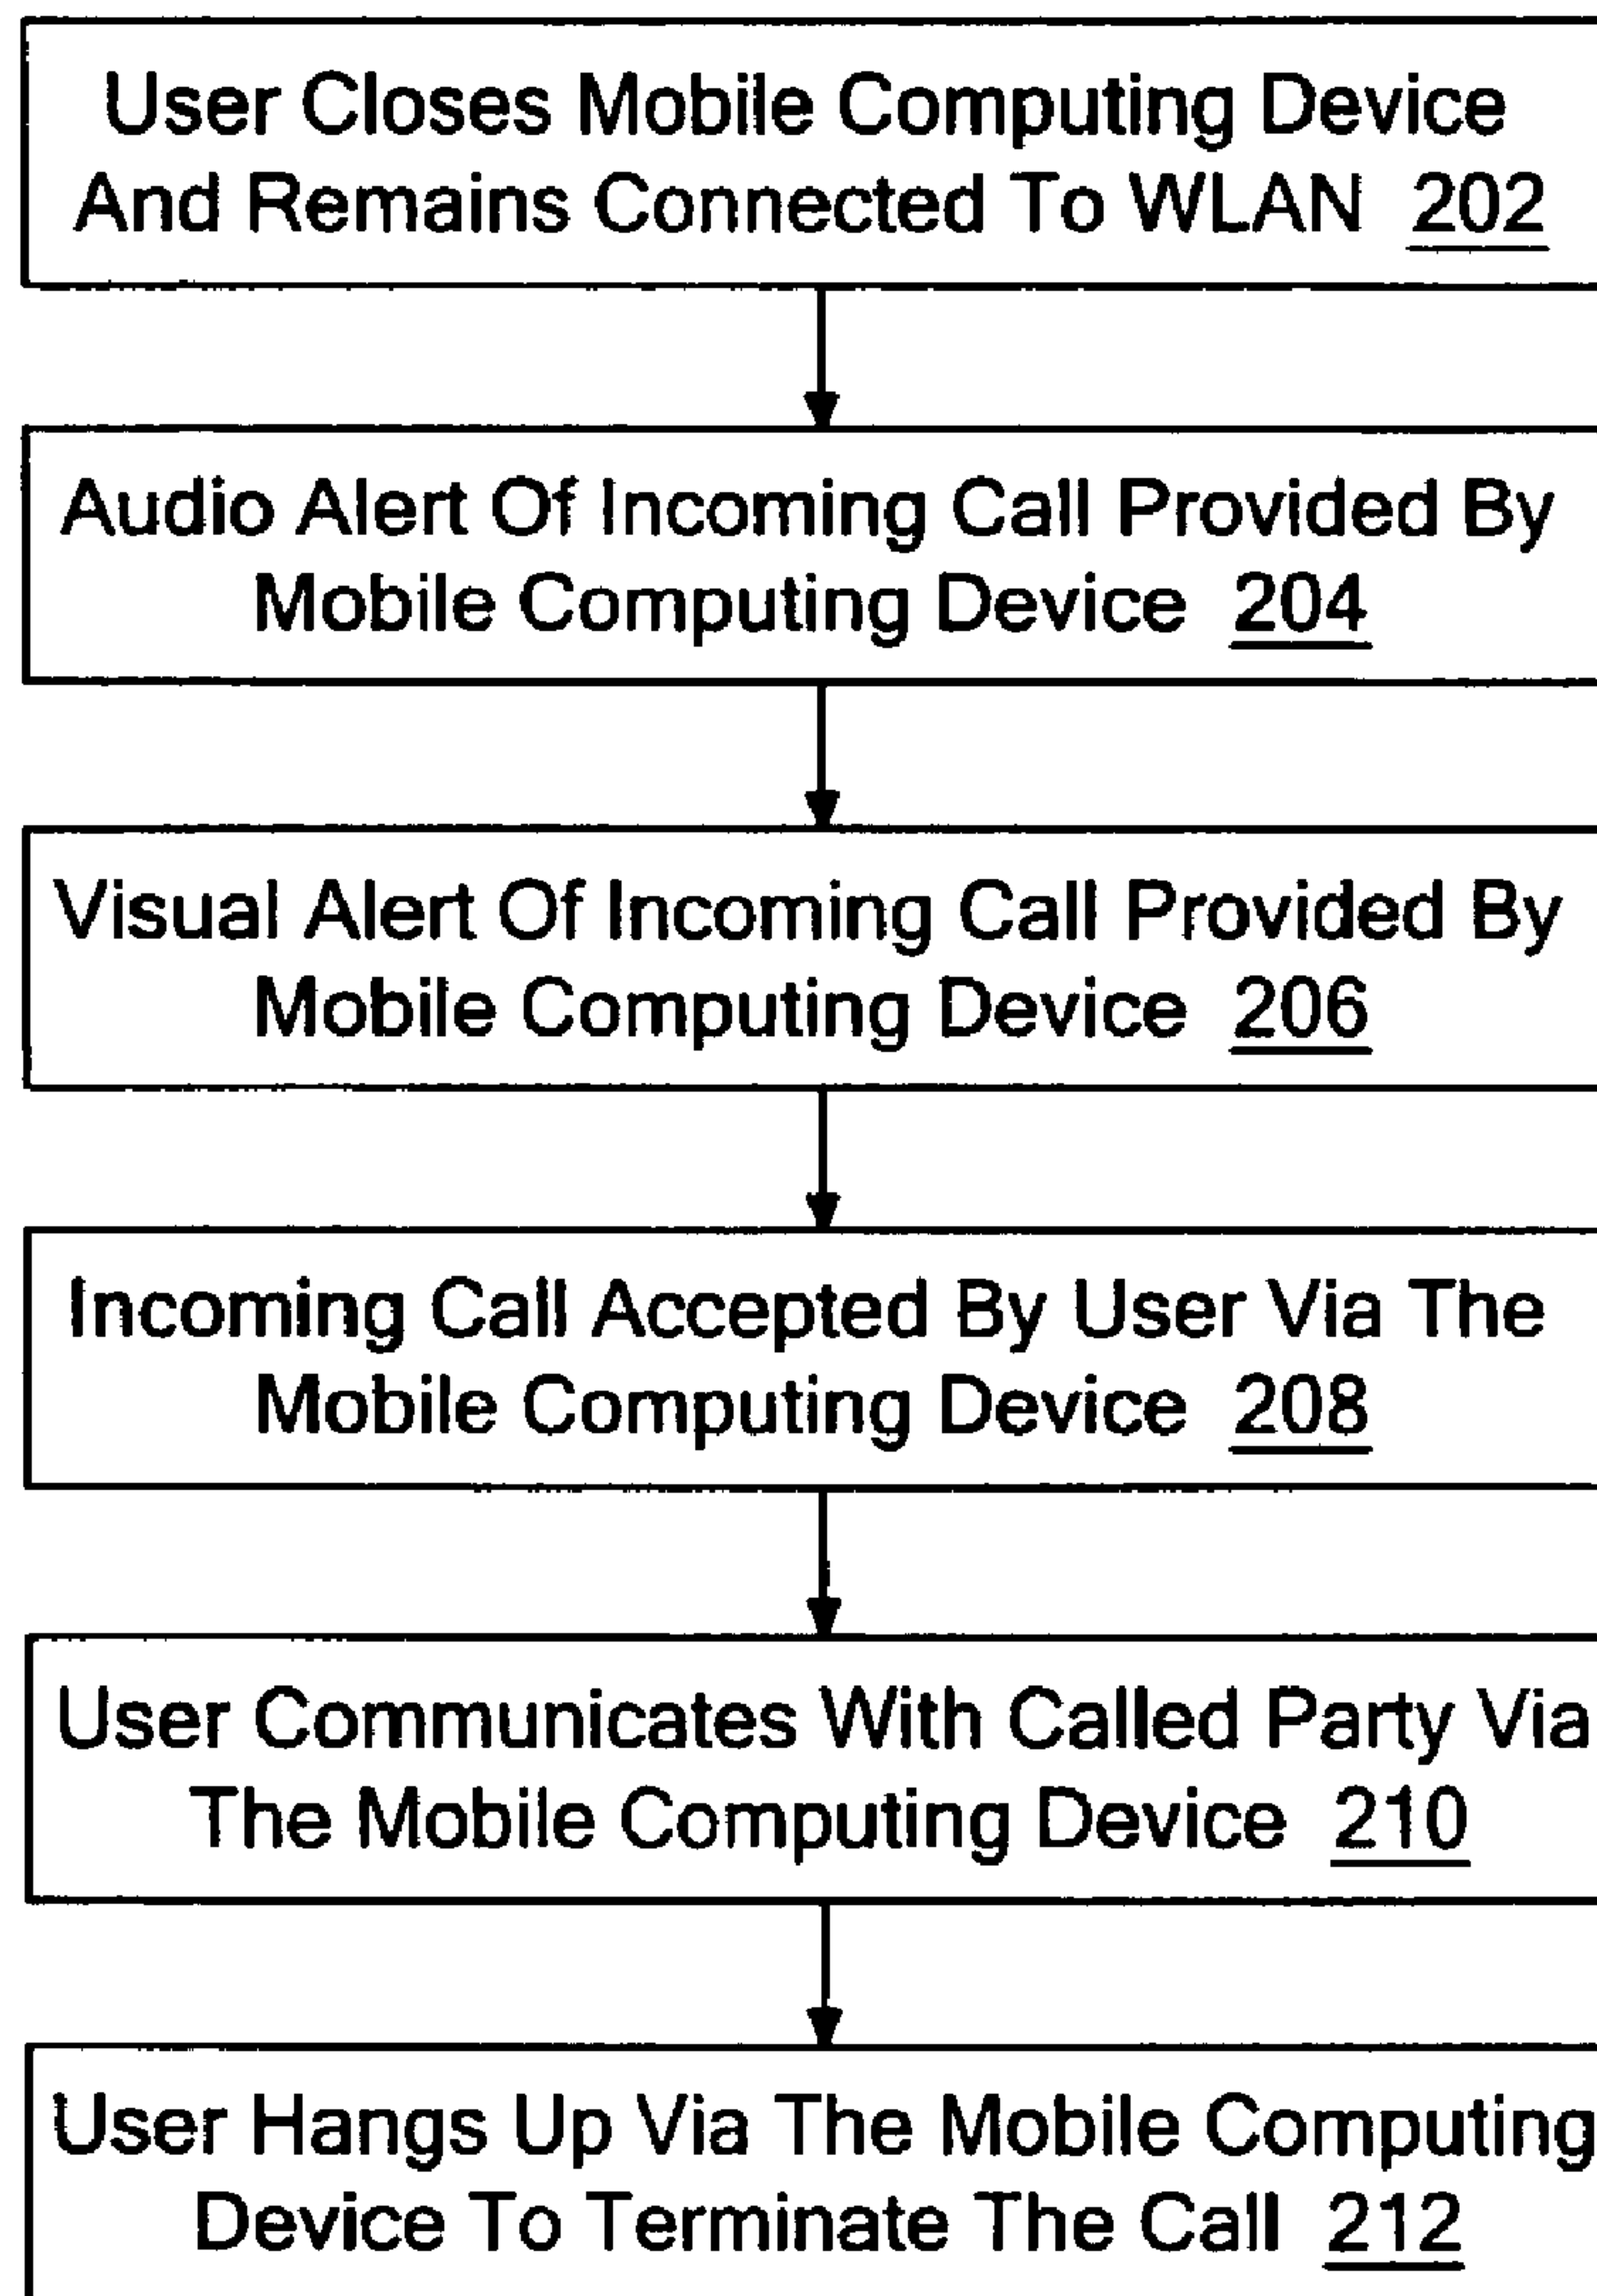 User Closes Mobile Computing Device
And Remains Connected To WLAN 202
Audio Alert Of Incoming Call Provided By
Mobile Computing Device 204
Visual Alert Of Incoming Call Provided By
Mobile Computing Device 206
Incoming Call Accepted By User Via The
Mobile Computing Device 208
User Communicates With Called Party Via
The Mobile Computing Device 210
User Hangs Up Via The Mobile Computing
Device To Terminate The Call 212